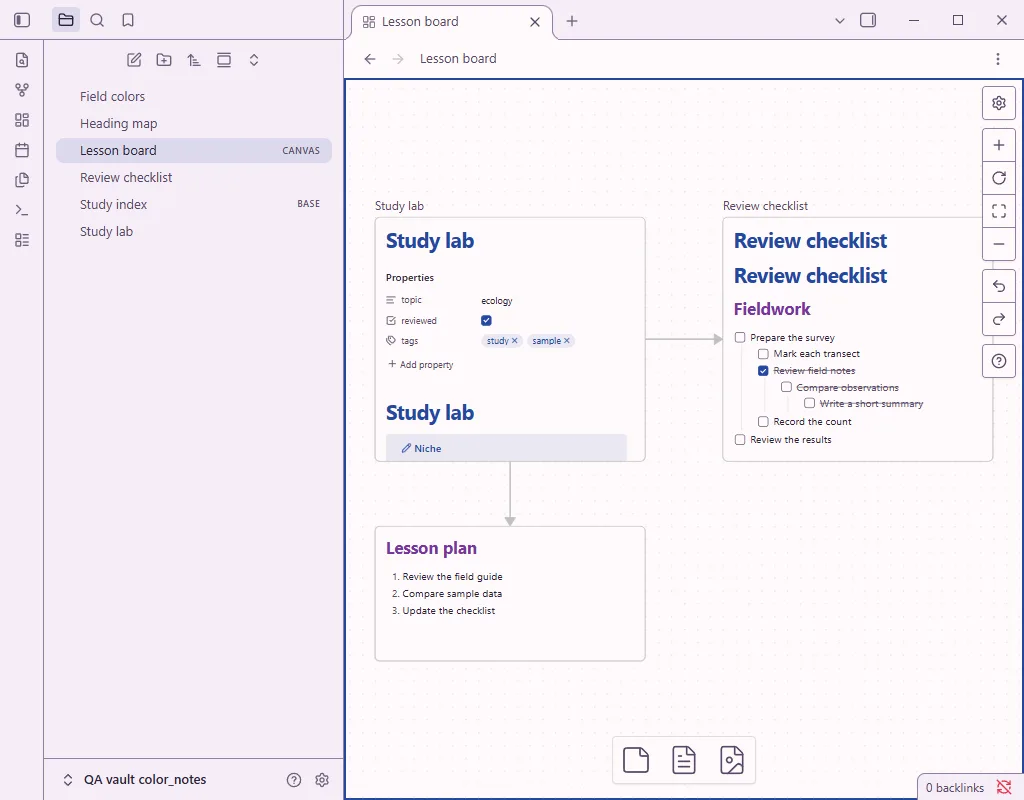 Lesson board
Lesson board
Field colors
Heading map
Lesson board CANVAS
Review checklist
Study index BASE
Study lab
QA vault color_notes
Study lab
Study lab
Properties
topic ecology
reviewed
tags study sample
Add property
Study lab
Niche
Review checklist
Review checklist
Review checklist
Fieldwork
Prepare the survey
Mark each transect
Review field notes
Compare observations
Write a short summary
Record the count
Review the results
Lesson plan
1. Review the field guide
2. Compare sample data
3. Update the checklist
0 backlinks